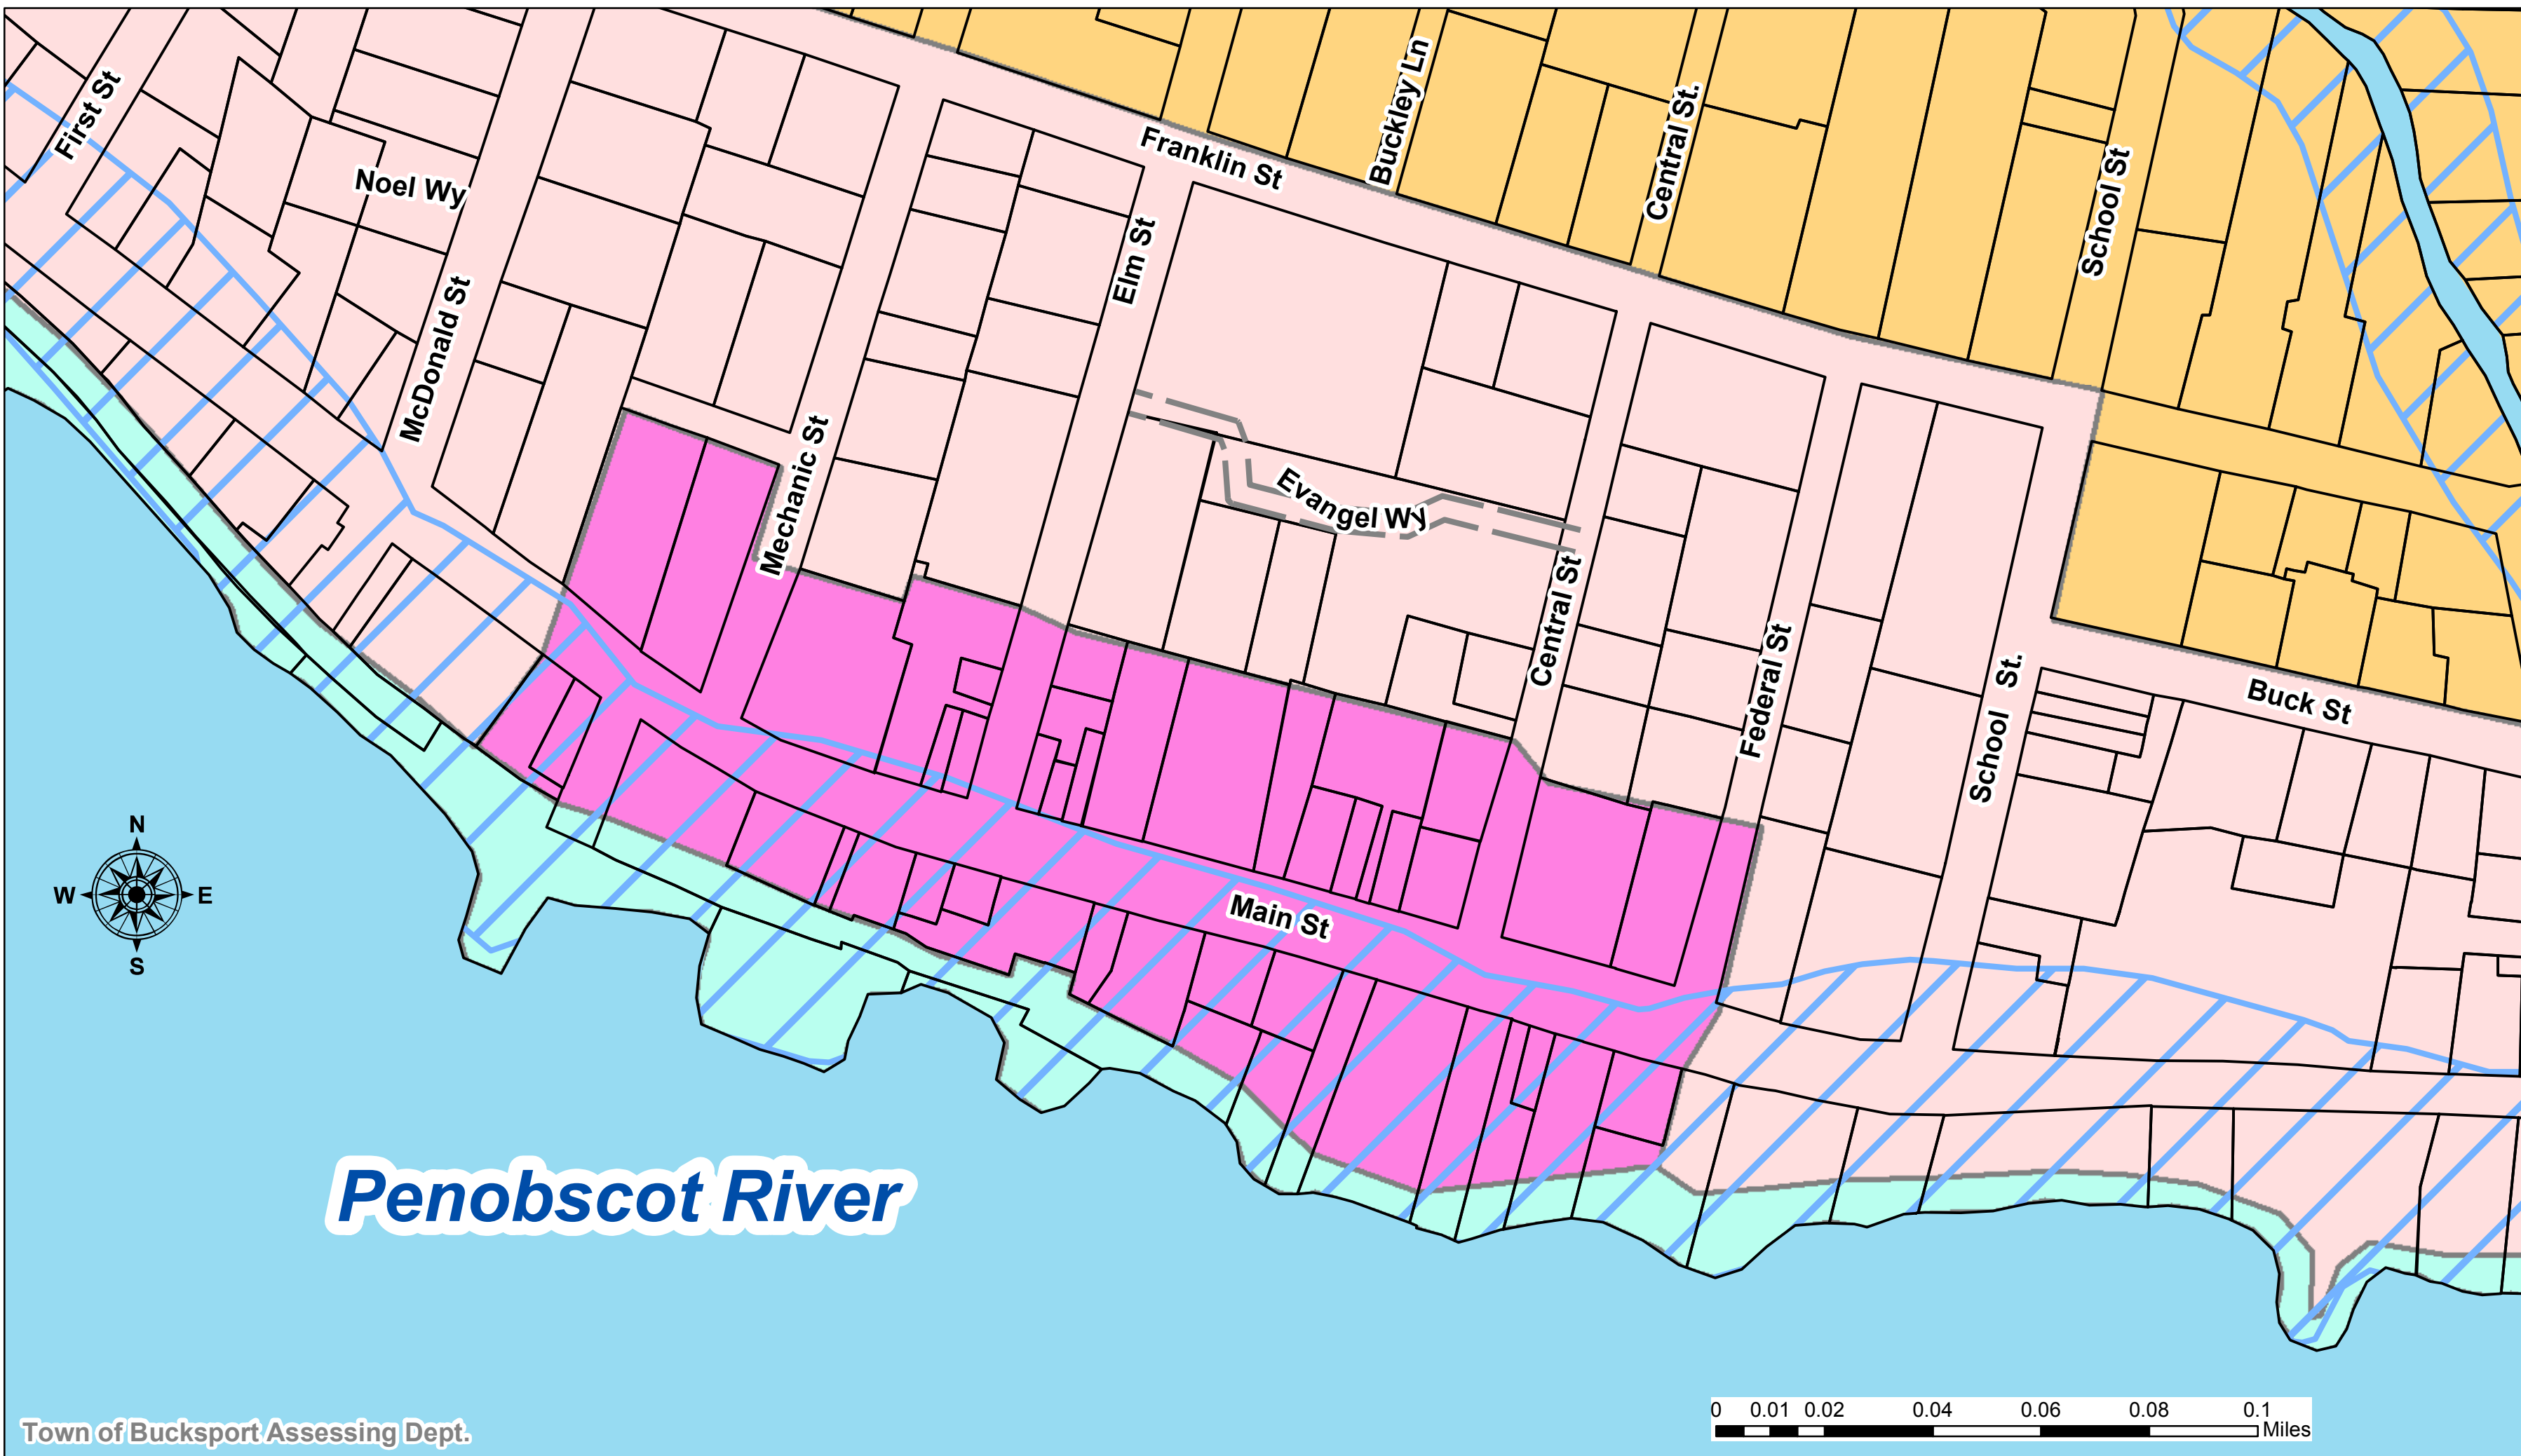 First St
Noel Wy
McDonald St
Mechanic St
Elm St
Franklin St
Buckley Ln
Central St.
School St
Evangel Wy
Central St
Federal St
School St.
Buck St
Main St
N
W E
S
Penobscot River
Town of Bucksport Assessing Dept.
0 0.01 0.02 0.04 0.06 0.08 0.1
Miles